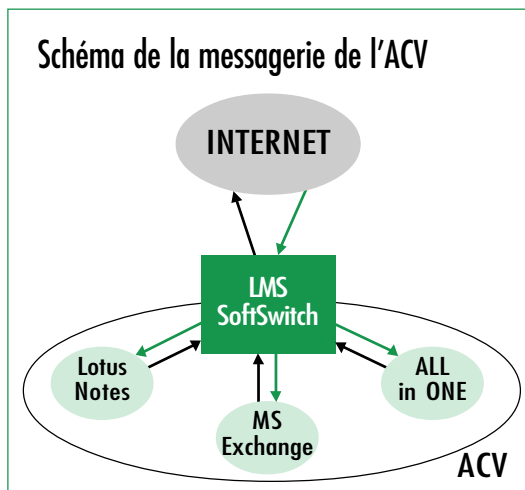 Schéma de la messagerie de l'ACV
INTERNET
LMS
SoftSwitch
Lotus
Notes
MS
Exchange
ALL
in ONE
ACV